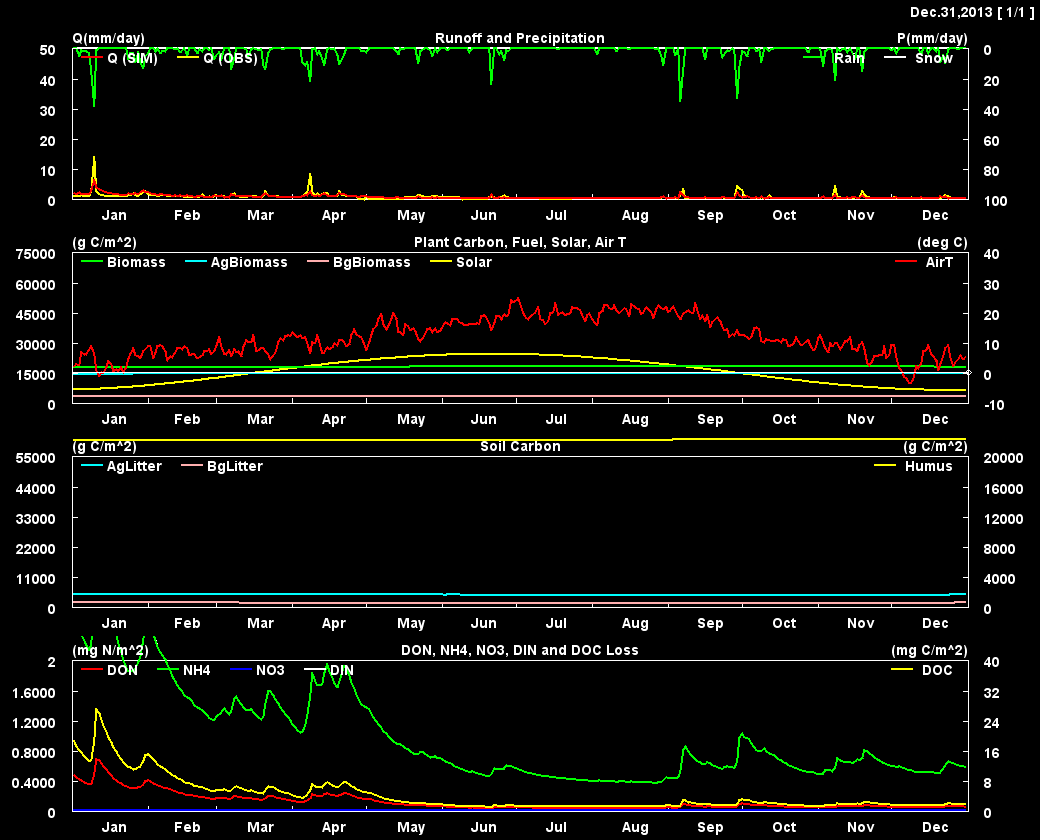 Dec.31,2013 [ 1/1 ]
Q(mm/day) Runoff and Precipitation P(mm/day)
50 Q (SIM) Q (OBS) Rain Snow 0
40 20
30 40
20 60
10 80
0 100
Jan Feb Mar Apr May Jun Jul Aug Sep Oct Nov Dec
(g C/m^2) Plant Carbon, Fuel, Solar, Air T (deg C)
75000 40
Biomass AgBiomass BgBiomass Solar AirT
60000 30
45000 20
30000 10
15000 0
0 -10
Jan Feb Mar Apr May Jun Jul Aug Sep Oct Nov Dec
(g C/m^2) Soil Carbon (g C/m^2)
55000 20000
AgLitter BgLitter Humus
44000 16000
33000 12000
22000 8000
11000 4000
0 0
Jan Feb Mar Apr May Jun Jul Aug Sep Oct Nov Dec
(mg N/m^2) DON, NH4, NO3, DIN and DOC Loss (mg C/m^2)
2 40
DON NH4 NO3 DIN DOC
1.6000 32
1.2000 24
0.8000 16
0.4000 8
0 0
Jan Feb Mar Apr May Jun Jul Aug Sep Oct Nov Dec